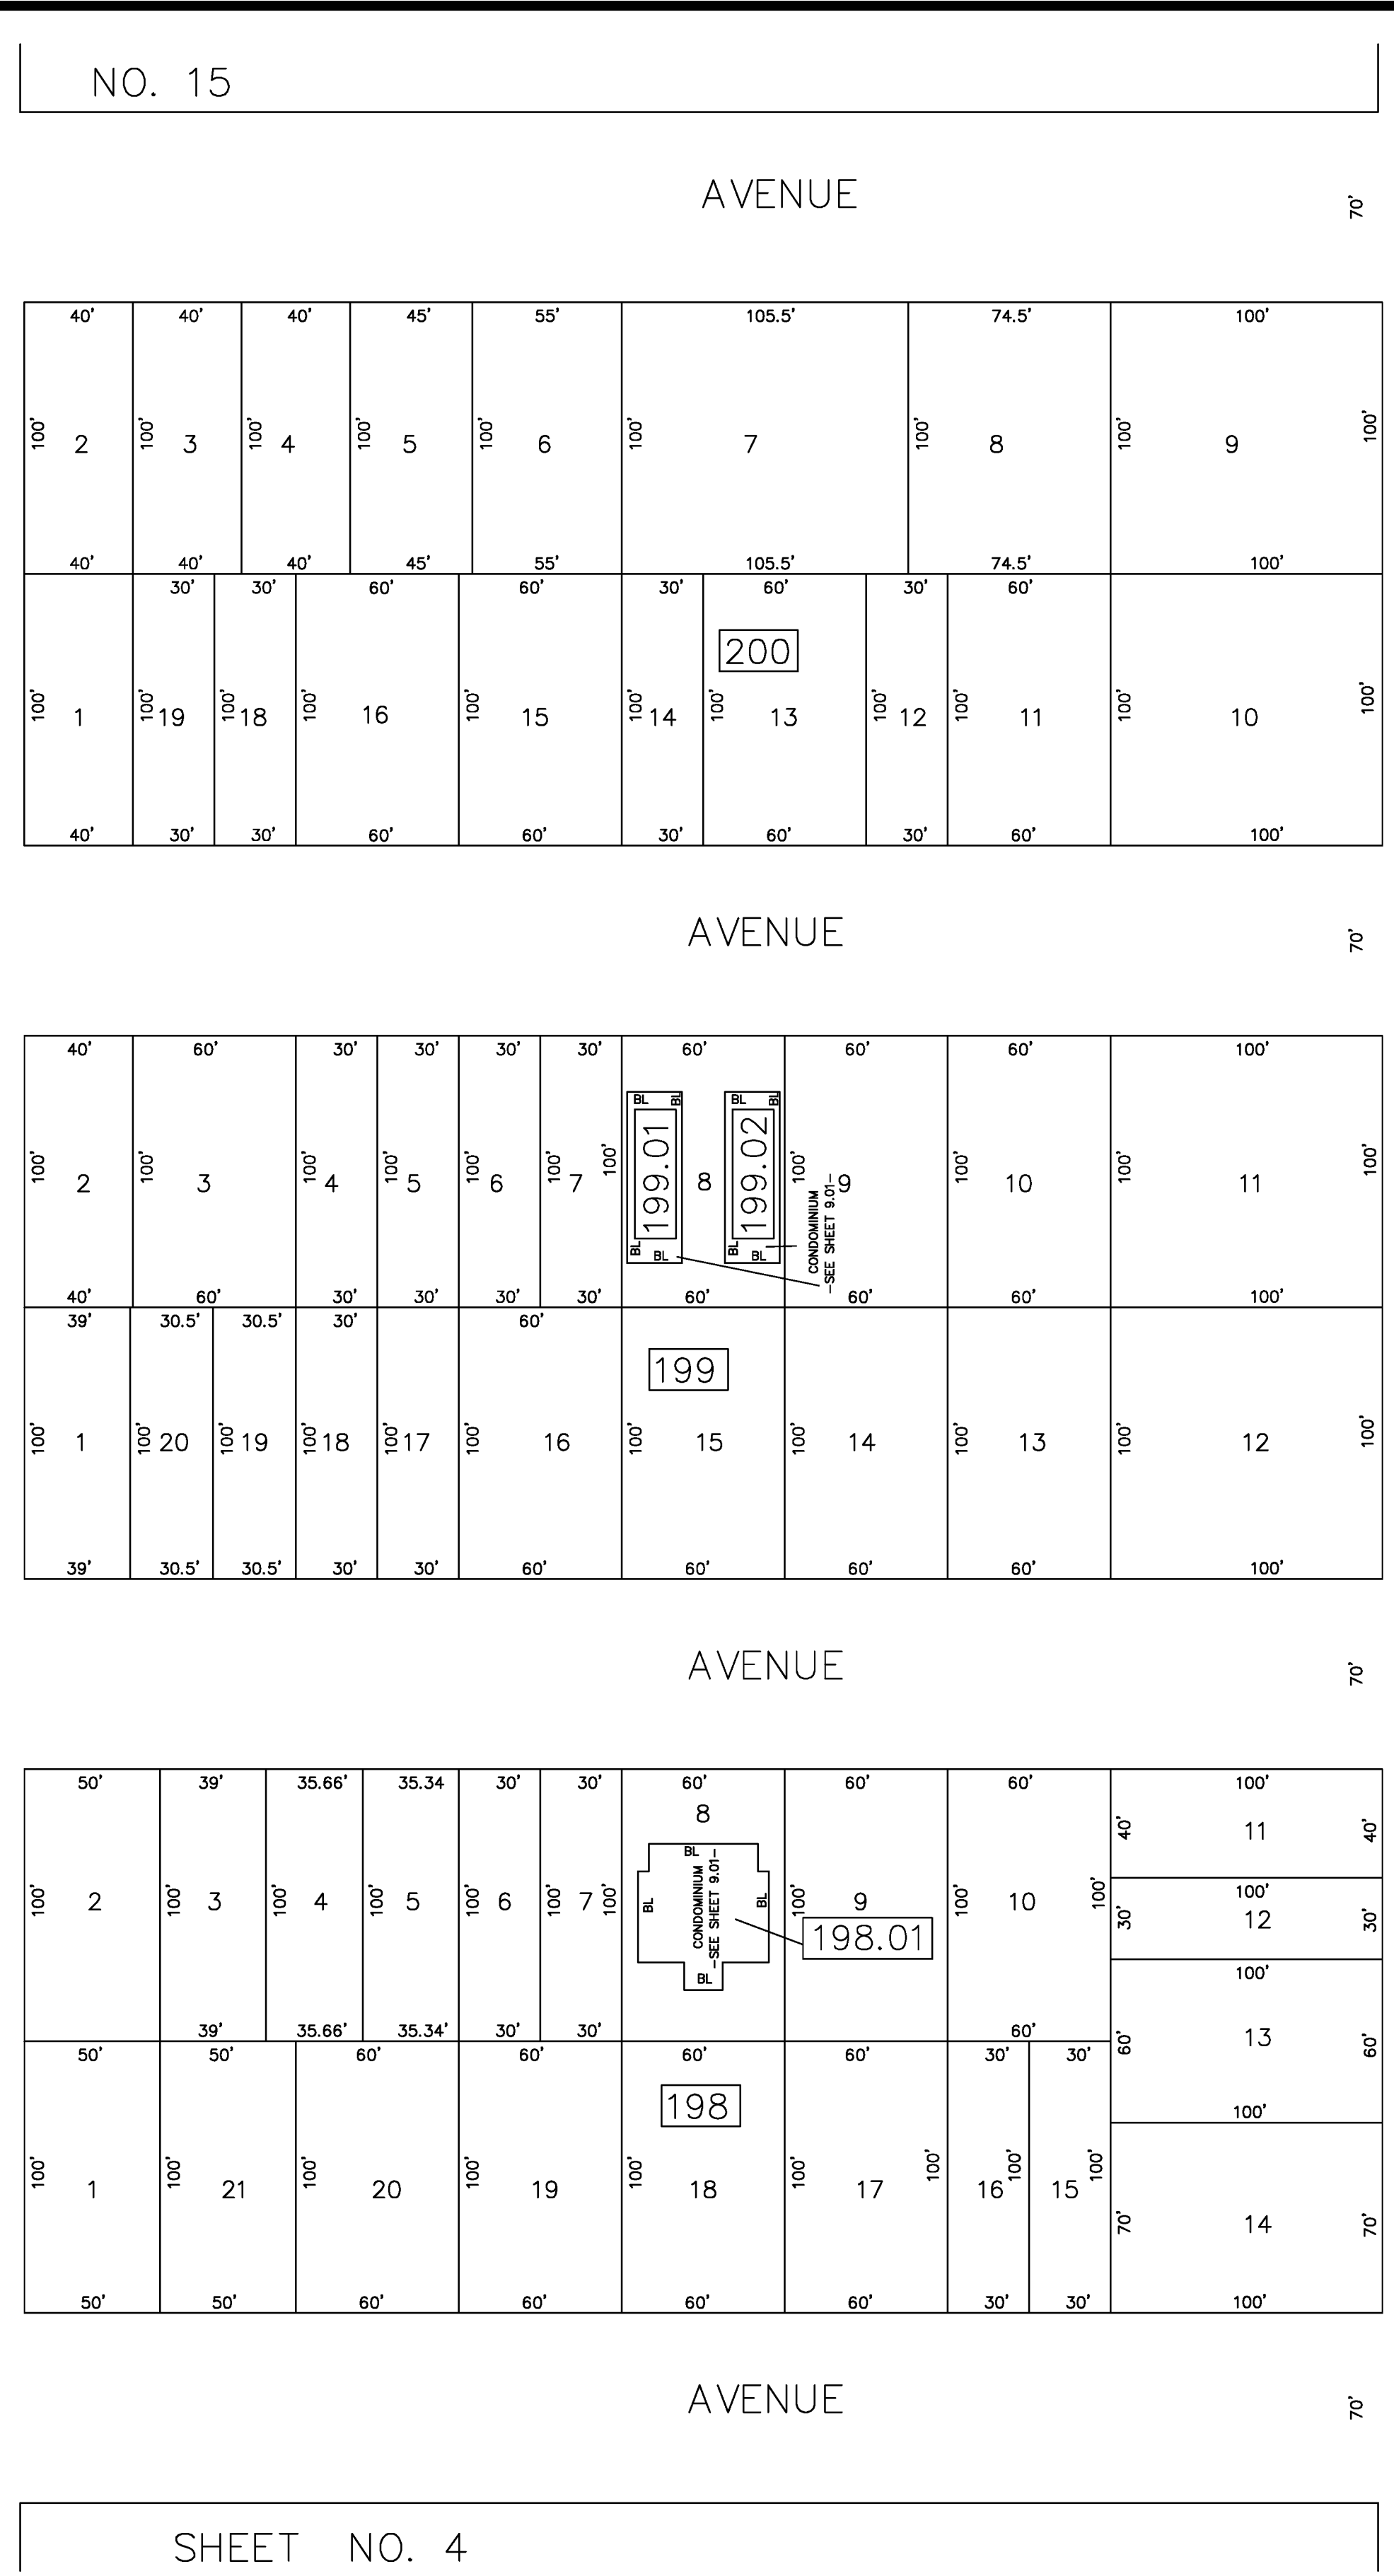 NO. 15
AVENUE
70'
40' 40' 40' 45' 55' 105.5' 74.5' 100'
100' 2 100' 3 100' 4 100' 5 100' 6 100' 7 100' 8 100' 9 100'
40' 40' 40' 45' 55' 105.5' 74.5' 100'
30' 30' 60' 60' 30' 60' 30' 60'
200
100' 1 100' 19 100' 18 100' 16 100' 15 100' 14 100' 13 100' 12 100' 11 100' 10 100'
40' 30' 30' 60' 60' 30' 60' 30' 60' 100'
AVENUE
70'
40' 60' 30' 30' 30' 30' 60' 60' 60' 100'
BL BL BL BL
199.01 199.02
100' 2 100' 3 100' 4 100' 5 100' 6 100' 7 100' 8 100' 9 100' 10 100' 11 100'
CONDOMINIUM
-SEE SHEET 9.01-
BL BL BL BL
40' 60' 30' 30' 30' 30' 60' 60' 60' 100'
39' 30.5' 30.5' 30' 60'
199
100' 1 100' 20 100' 19 100' 18 100' 17 100' 16 100' 15 100' 14 100' 13 100' 12 100'
39' 30.5' 30.5' 30' 30' 60' 60' 60' 60' 100'
AVENUE
70'
50' 39' 35.66' 35.34 30' 30' 60' 60' 60' 100'
8
40' 11 40'
BL
100' 2 100' 3 100' 4 100' 5 100' 6 100' 7 100' BL BL 100' 9 100' 10 100'
CONDOMINIUM
-SEE SHEET 9.01-
100'
30' 12 30'
198.01
BL
100'
39' 35.66' 35.34' 30' 30' 60'
60' 13 60'
50' 50' 60' 60' 60' 60' 30' 30'
198
100'
100' 1 100' 21 100' 20 100' 19 100' 18 100' 17 100' 16 100' 15 100'
70' 14 70'
50' 50' 60' 60' 60' 60' 30' 30' 100'
AVENUE
70'
SHEET NO. 4